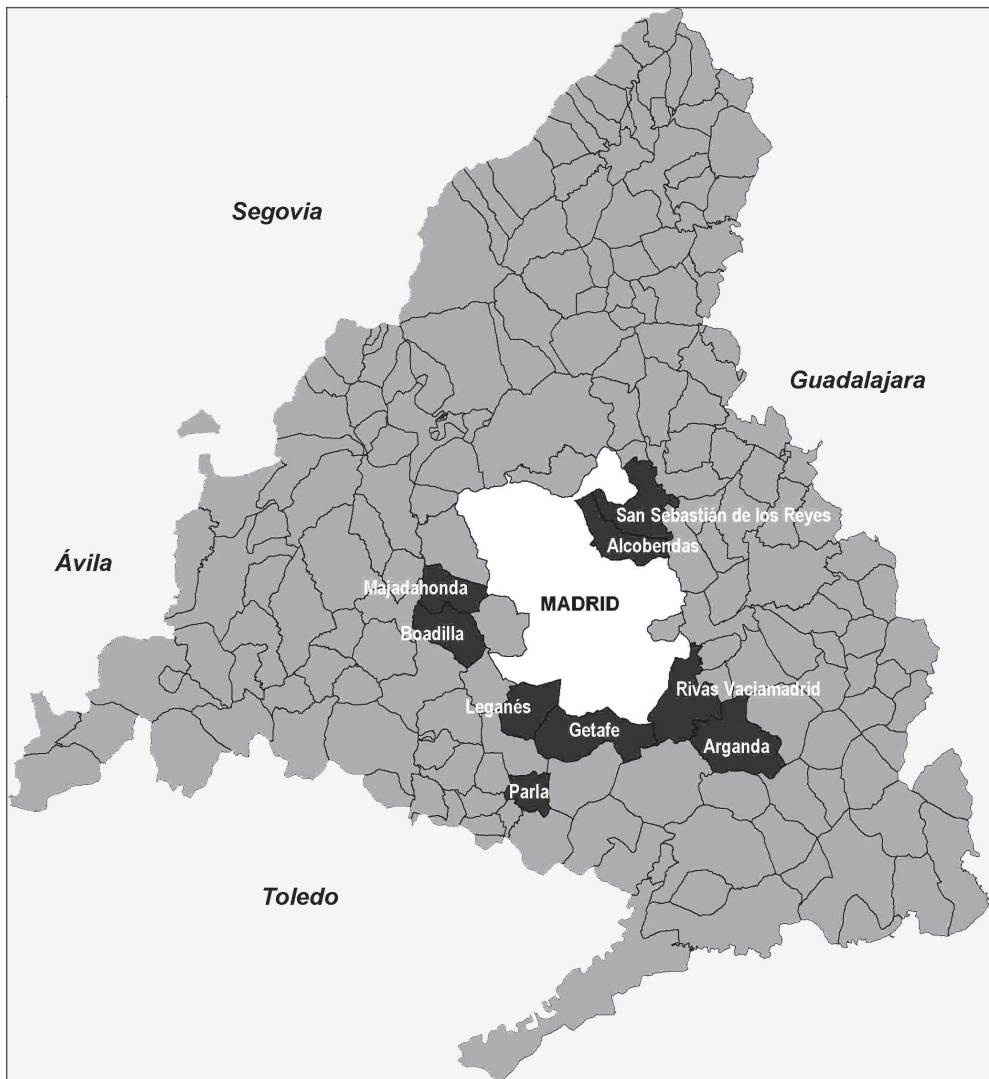 Segovia
Guadalajara
San Sebastián de los Reyes
Alcobendas
Ávila
Majadahonda
MADRID
Boadilla
Rivas Vaciamadrid
Leganés
Getafe
Arganda
Parla
Toledo